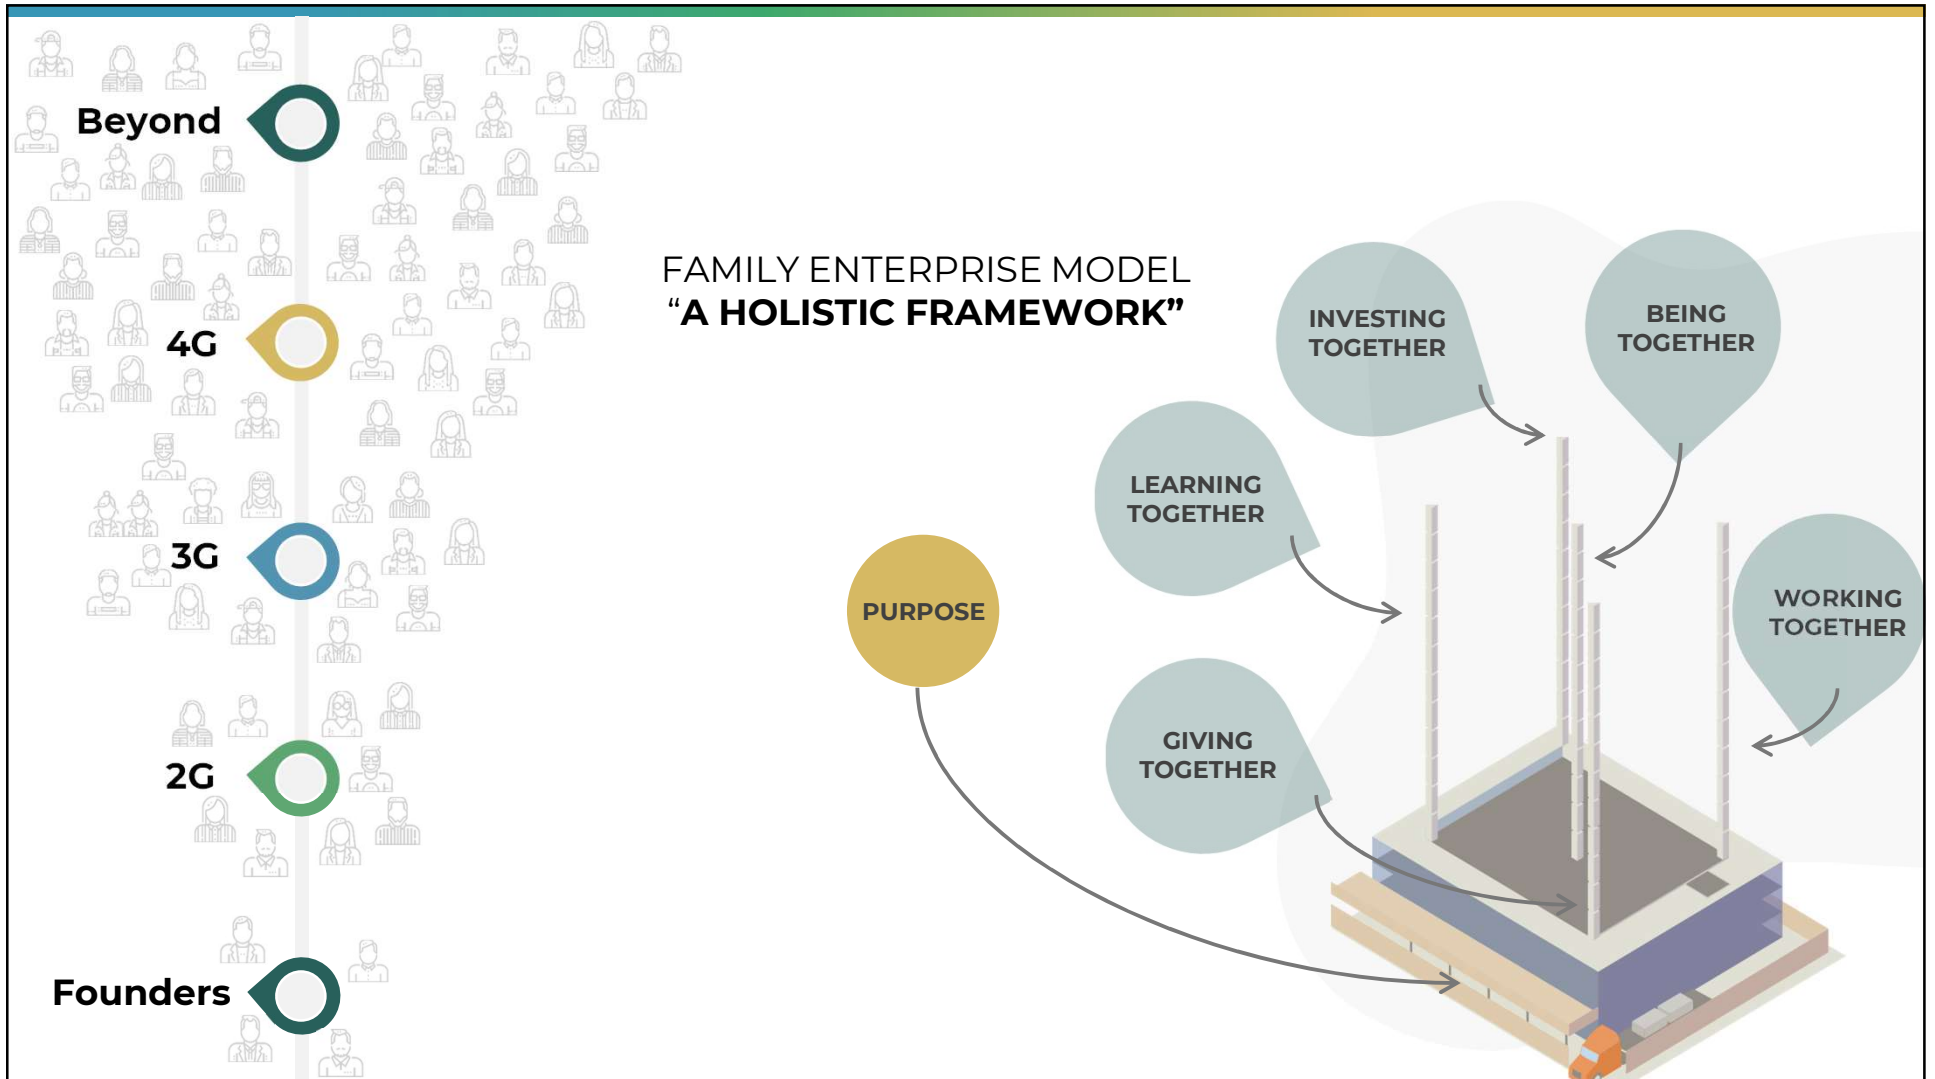 Beyond
4G
3G
2G
Founders
FAMILY ENTERPRISE MODEL
“A HOLISTIC FRAMEWORK”
INVESTING
TOGETHER
BEING
TOGETHER
LEARNING
TOGETHER
WORKING
TOGETHER
PURPOSE
GIVING
TOGETHER